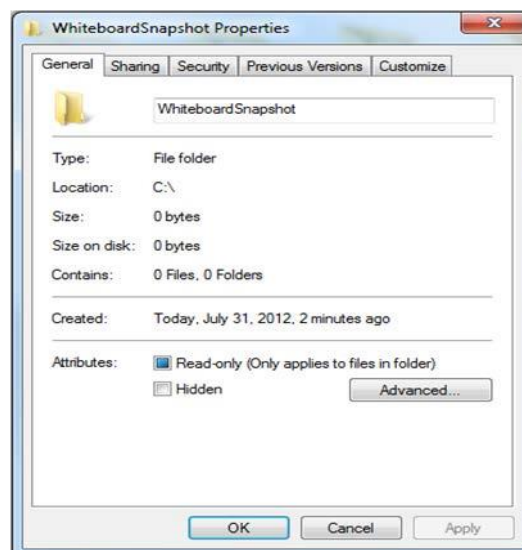 WhiteboardSnapshot Properties
General Sharing Security Previous Versions Customize
WhiteboardSnapshot
Type: File folder
Location: C:\
Size: 0 bytes
Size on disk: 0 bytes
Contains: 0 Files, 0 Folders
Created: Today, July 31, 2012, 2 minutes ago
Attributes: Read-only (Only applies to files in folder)
Hidden Advanced...
OK Cancel Apply